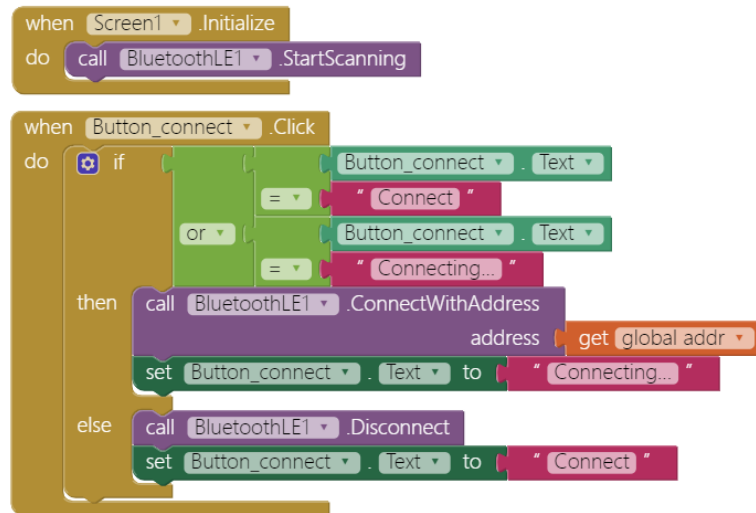 when Screen1 .Initialize
do call BluetoothLE1 .StartScanning
when Button_connect .Click
do if Button_connect . Text
= " Connect "
or Button_connect . Text
= " Connecting... "
then call BluetoothLE1 .ConnectWithAddress
address get global addr
set Button_connect . Text to " Connecting... "
else call BluetoothLE1 .Disconnect
set Button_connect . Text to " Connect "